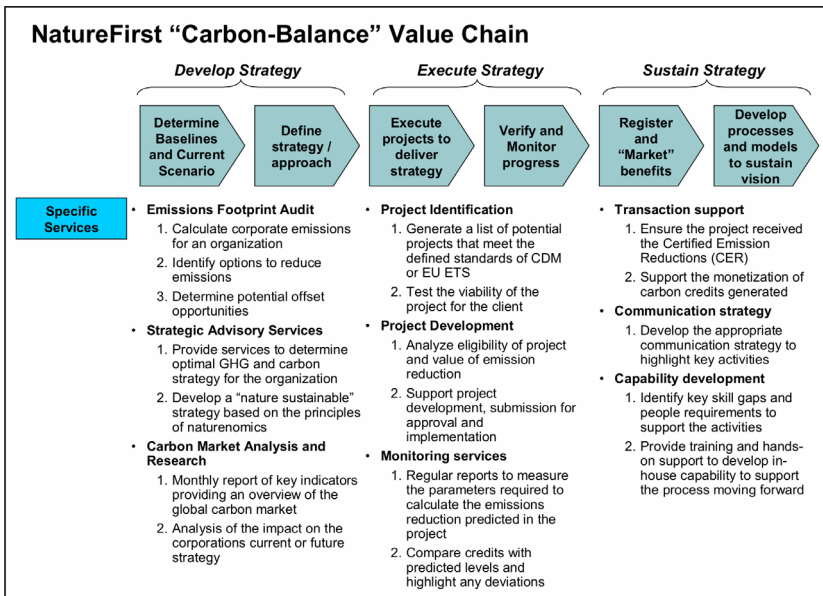 NatureFirst “Carbon-Balance” Value Chain
Develop Strategy
Execute Strategy
Sustain Strategy
Determine
Baselines
and Current
Scenario
Define
strategy /
approach
Execute
projects to
deliver
strategy
Verify and
Monitor
progress
Register
and
“Market”
benefits
Develop
processes
and models
to sustain
vision
Specific
Services
• Emissions Footprint Audit
1. Calculate corporate emissions
for an organization
2. Identify options to reduce
emissions
3. Determine potential offset
opportunities
• Strategic Advisory Services
1. Provide services to determine
optimal GHG and carbon
strategy for the organization
2. Develop a “nature sustainable”
strategy based on the principles
of naturenomics
• Carbon Market Analysis and
Research
1. Monthly report of key indicators
providing an overview of the
global carbon market
2. Analysis of the impact on the
corporations current or future
strategy
• Project Identification
1. Generate a list of potential
projects that meet the
defined standards of CDM
or EU ETS
2. Test the viability of the
project for the client
• Project Development
1. Analyze eligibility of project
and value of emission
reduction
2. Support project
development, submission for
approval and
implementation
• Monitoring services
1. Regular reports to measure
the parameters required to
calculate the emissions
reduction predicted in the
project
2. Compare credits with
predicted levels and
highlight any deviations
• Transaction support
1. Ensure the project received
the Certified Emission
Reductions (CER)
2. Support the monetization of
carbon credits generated
• Communication strategy
1. Develop the appropriate
communication strategy to
highlight key activities
• Capability development
1. Identify key skill gaps and
people requirements to
support the activities
2. Provide training and hands-
on support to develop in-
house capability to support
the process moving forward